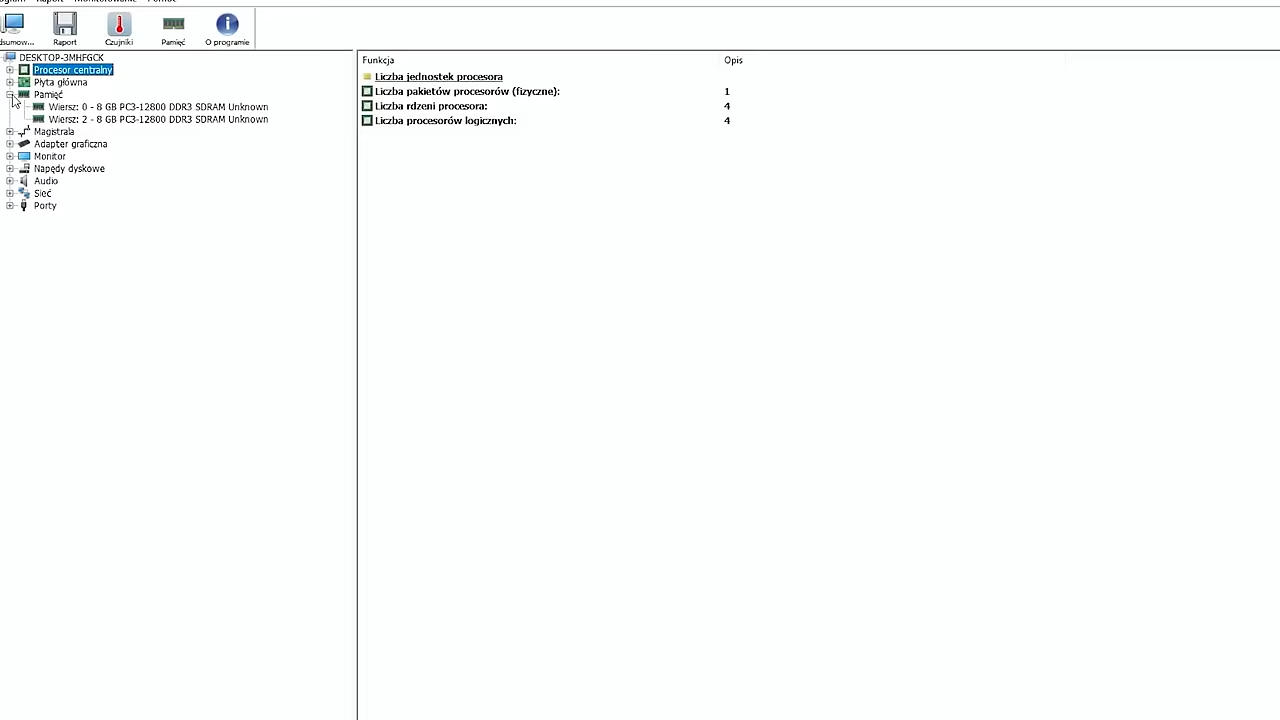 Raport
Czujniki
Pamięć
O programie
DESKTOP-3MHFGCK
Procesor centralny
Płyta główna
Pamięć
Wiersz: 0 - 8 GB PC3-12800 DDR3 SDRAM Unknown
Wiersz: 2 - 8 GB PC3-12800 DDR3 SDRAM Unknown
Magistrala
Adapter graficzna
Monitor
Napędy dyskowe
Audio
Sieć
Porty
Funkcja Opis
Liczba jednostek procesora
Liczba pakietów procesorów (fizyczne): 1
Liczba rdzeni procesora: 4
Liczba procesorów logicznych: 4